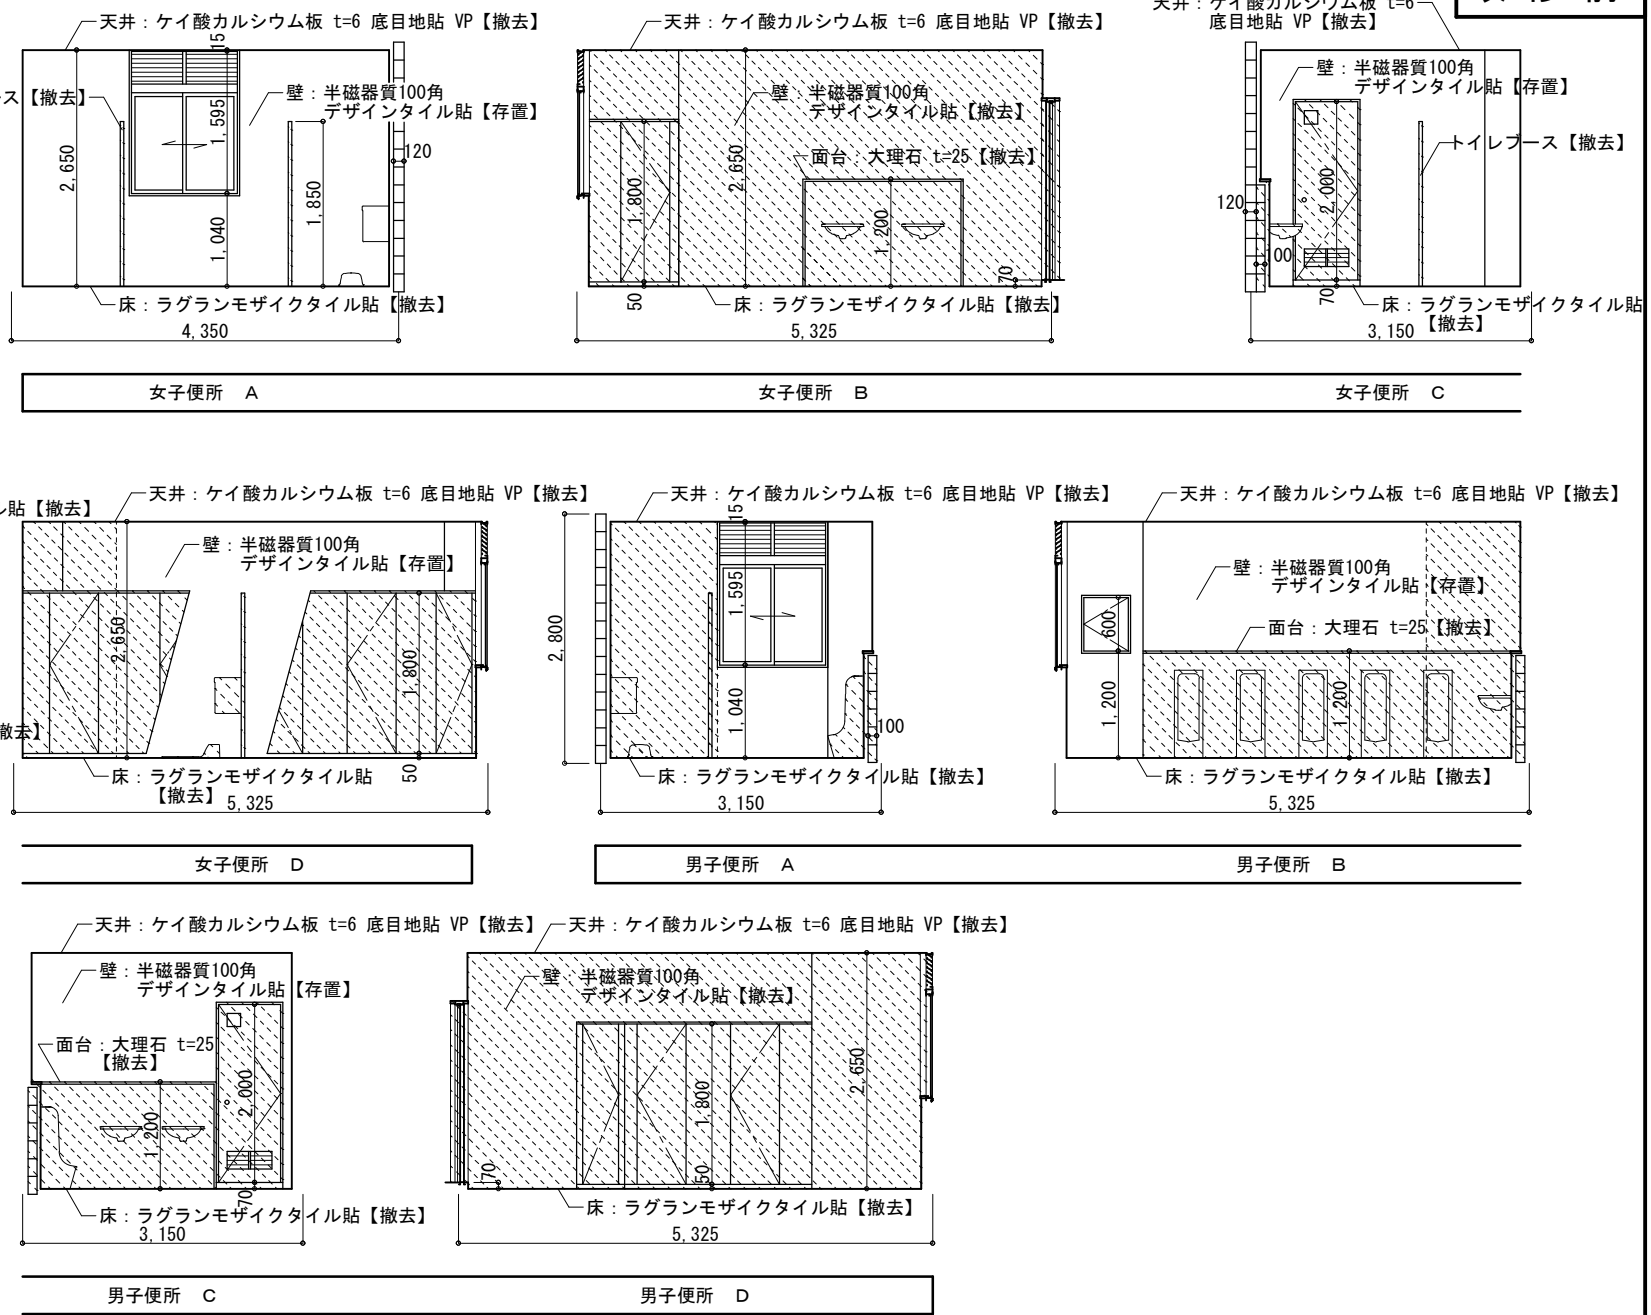 天井：ケイ酸カルシウム板 t=6 底目地貼 VP【撤去】
ース【撤去】
壁：半磁器質100角
デザインタイル貼【存置】
15
1,595
2,650
1,040
1,850
120
床：ラグランモザイクタイル貼【撤去】
4,350
天井：ケイ酸カルシウム板 t=6 底目地貼 VP【撤去】
壁：半磁器質100角
デザインタイル貼【撤去】
面台：大理石 t=25【撤去】
2,650
1,800
1,200
70
50
床：ラグランモザイクタイル貼【撤去】
5,325
天井：ケイ酸カルシウム板 t=6
底目地貼 VP【撤去】
壁：半磁器質100角
デザインタイル貼【存置】
トイレブース【撤去】
2,000
120
100
70
床：ラグランモザイクタイル貼
【撤去】
3,150
女子便所　A
女子便所　B
女子便所　C
ル貼【撤去】
天井：ケイ酸カルシウム板 t=6 底目地貼 VP【撤去】
壁：半磁器質100角
デザインタイル貼【存置】
2,650
1,800
撤去】
50
床：ラグランモザイクタイル貼
【撤去】
5,325
天井：ケイ酸カルシウム板 t=6 底目地貼 VP【撤去】
15
1,595
2,800
1,040
100
床：ラグランモザイクタイル貼【撤去】
3,150
天井：ケイ酸カルシウム板 t=6 底目地貼 VP【撤去】
壁：半磁器質100角
デザインタイル貼【存置】
600
面台：大理石 t=25【撤去】
1,200
1,200
床：ラグランモザイクタイル貼【撤去】
5,325
女子便所　D
男子便所　A
男子便所　B
天井：ケイ酸カルシウム板 t=6 底目地貼 VP【撤去】
壁：半磁器質100角
デザインタイル貼【存置】
面台：大理石 t=25
【撤去】
2,000
1,200
70
床：ラグランモザイクタイル貼【撤去】
3,150
天井：ケイ酸カルシウム板 t=6 底目地貼 VP【撤去】
壁：半磁器質100角
デザインタイル貼【撤去】
2,650
1,800
70
50
床：ラグランモザイクタイル貼【撤去】
5,325
男子便所　C
男子便所　D